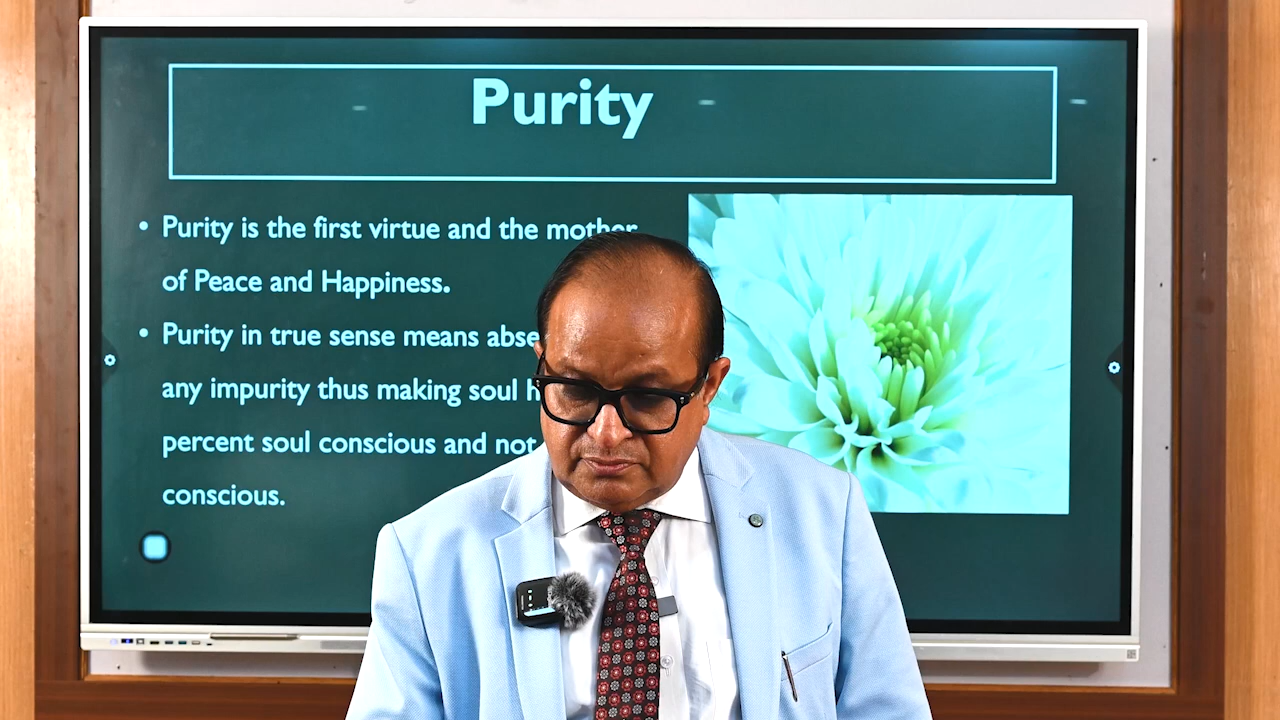 Purity
• Purity is the first virtue and the mother
of Peace and Happiness.
• Purity in true sense means
any impurity thus making soul
percent soul conscious and not
conscious.